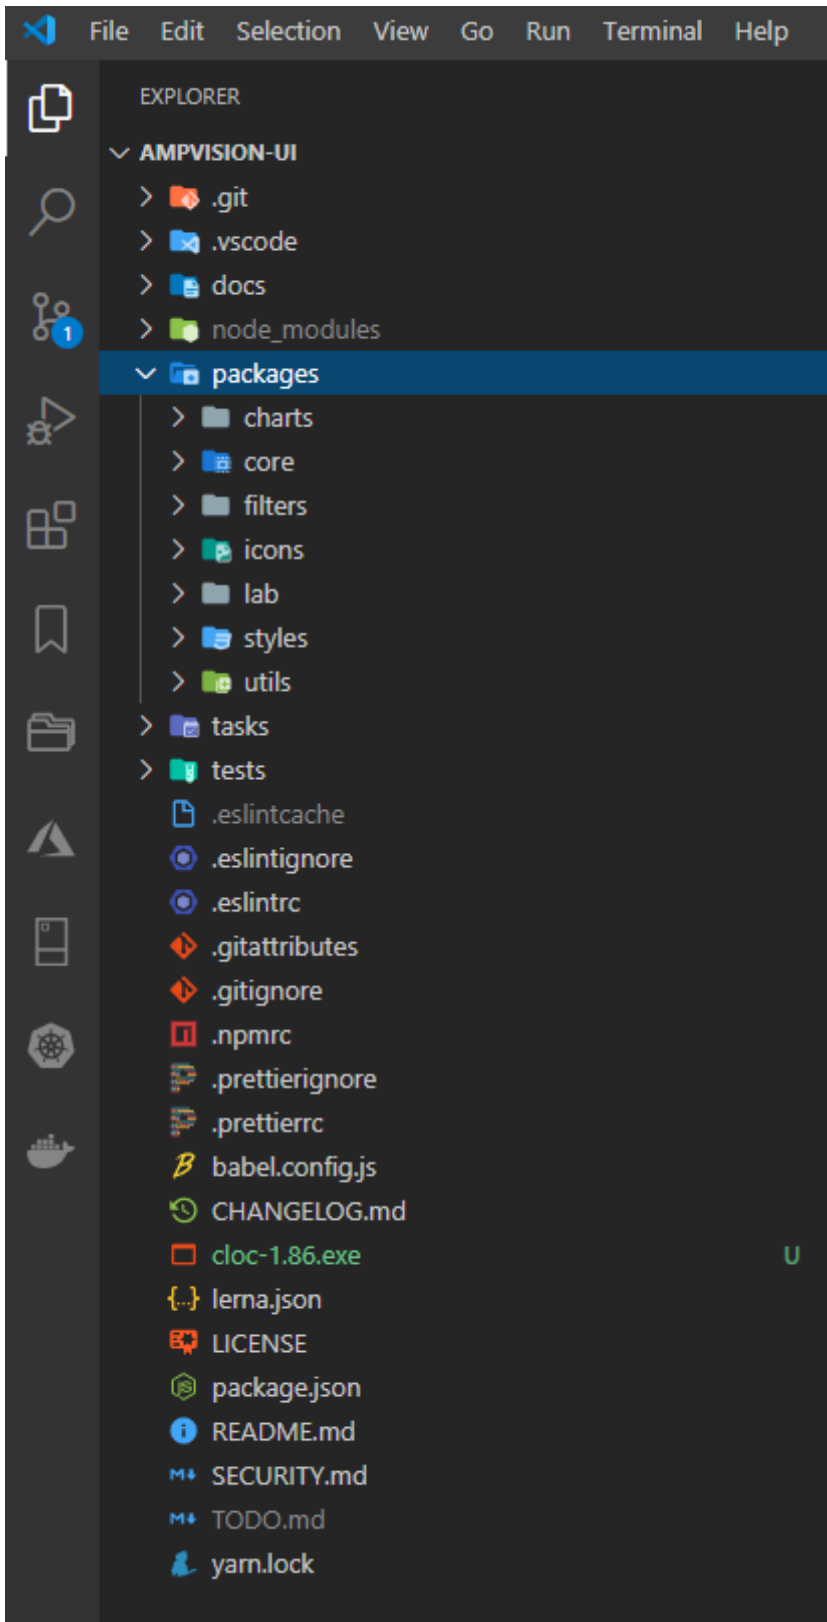 File Edit Selection View Go Run Terminal Help
EXPLORER
AMPVISION-UI
.git
.vscode
docs
node_modules
packages
charts
core
filters
icons
lab
styles
utils
tasks
tests
.eslintcache
.eslintignore
.eslintrc
.gitattributes
.gitignore
.npmrc
.prettierignore
.prettierrc
babel.config.js
CHANGELOG.md
cloc-1.86.exe U
lerna.json
LICENSE
package.json
README.md
SECURITY.md
TODO.md
yarn.lock
1